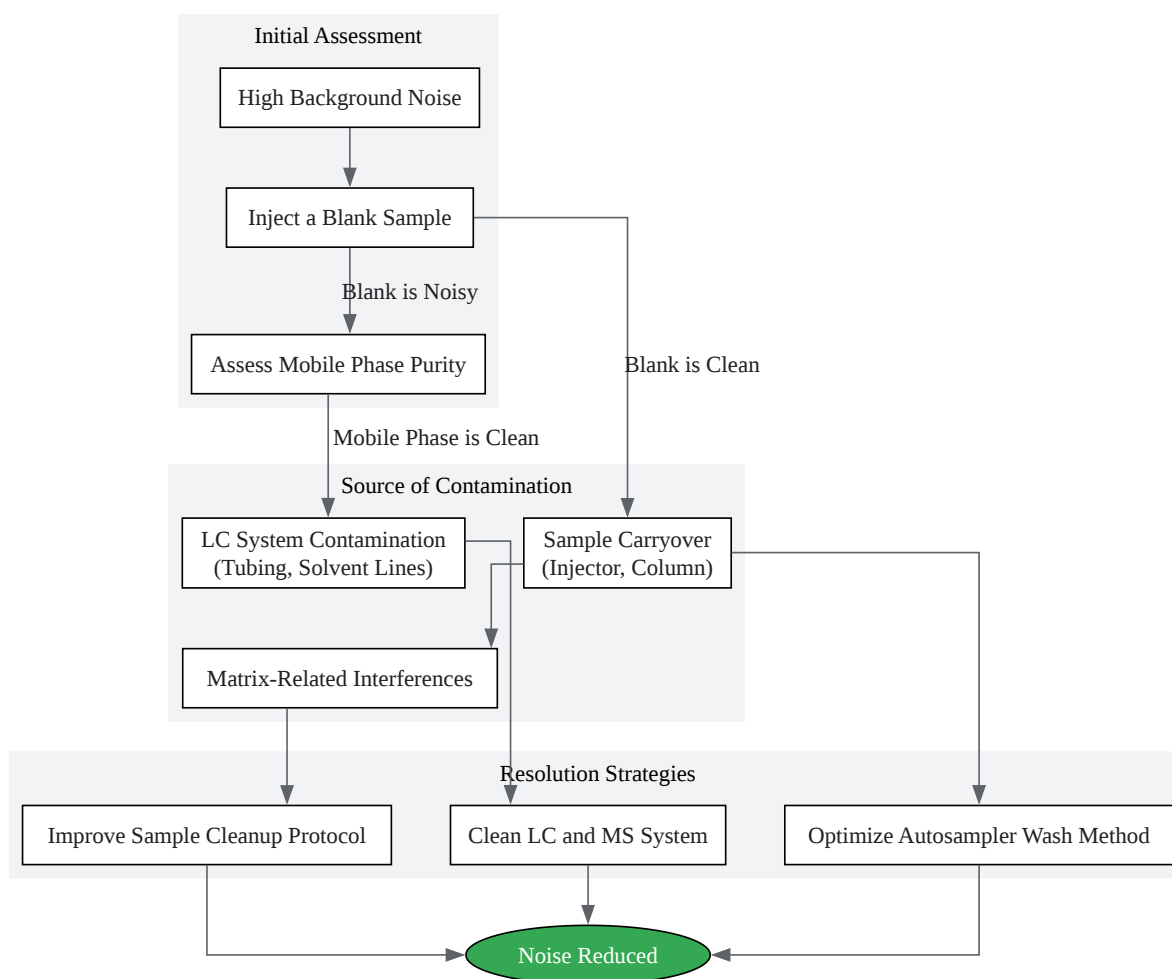 Initial Assessment
High Background Noise
Inject a Blank Sample
Blank is Noisy
Assess Mobile Phase Purity
Blank is Clean
Mobile Phase is Clean
Source of Contamination
LC System Contamination
(Tubing, Solvent Lines)
Sample Carryover
(Injector, Column)
Matrix-Related Interferences
Resolution Strategies
Improve Sample Cleanup Protocol
Clean LC and MS System
Optimize Autosampler Wash Method
Noise Reduced